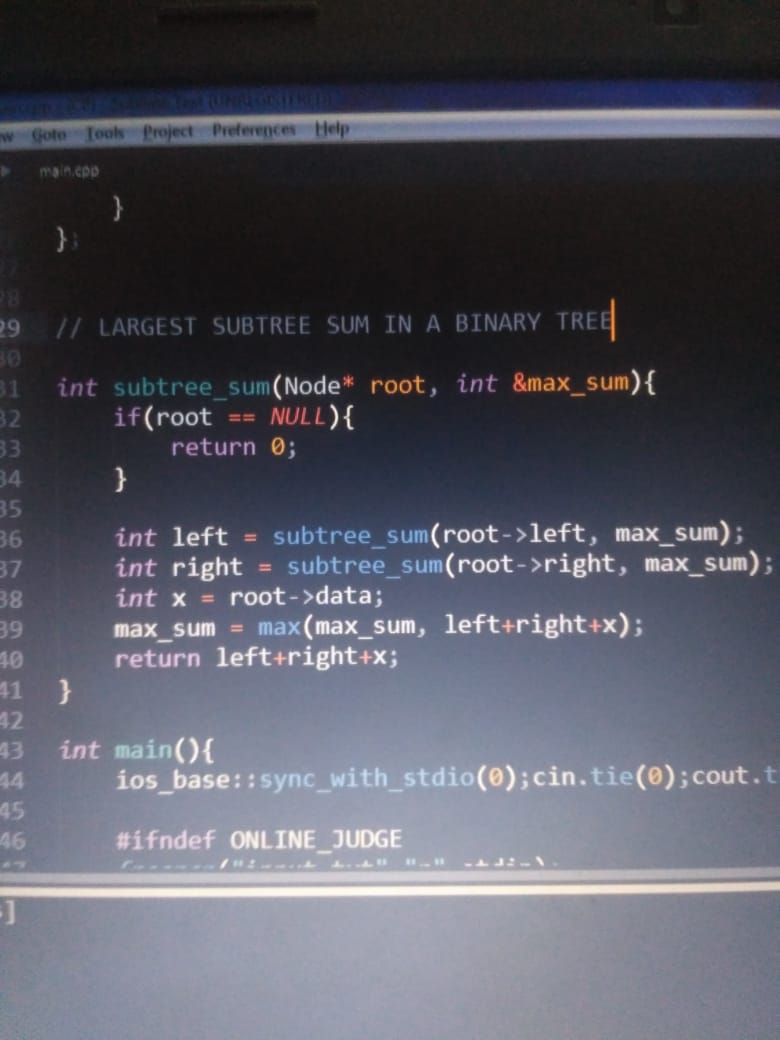 Goto Tools Project Preferences Help
main.cpp
}
};
29 // LARGEST SUBTREE SUM IN A BINARY TREE
30
31 int subtree_sum(Node* root, int &max_sum){
32 if(root == NULL){
33 return 0;
34 }
35
36 int left = subtree_sum(root->left, max_sum);
37 int right = subtree_sum(root->right, max_sum);
38 int x = root->data;
39 max_sum = max(max_sum, left+right+x);
40 return left+right+x;
41 }
42
43 int main(){
44 ios_base::sync_with_stdio(0);cin.tie(0);cout.t
45
46 #ifndef ONLINE_JUDGE
]